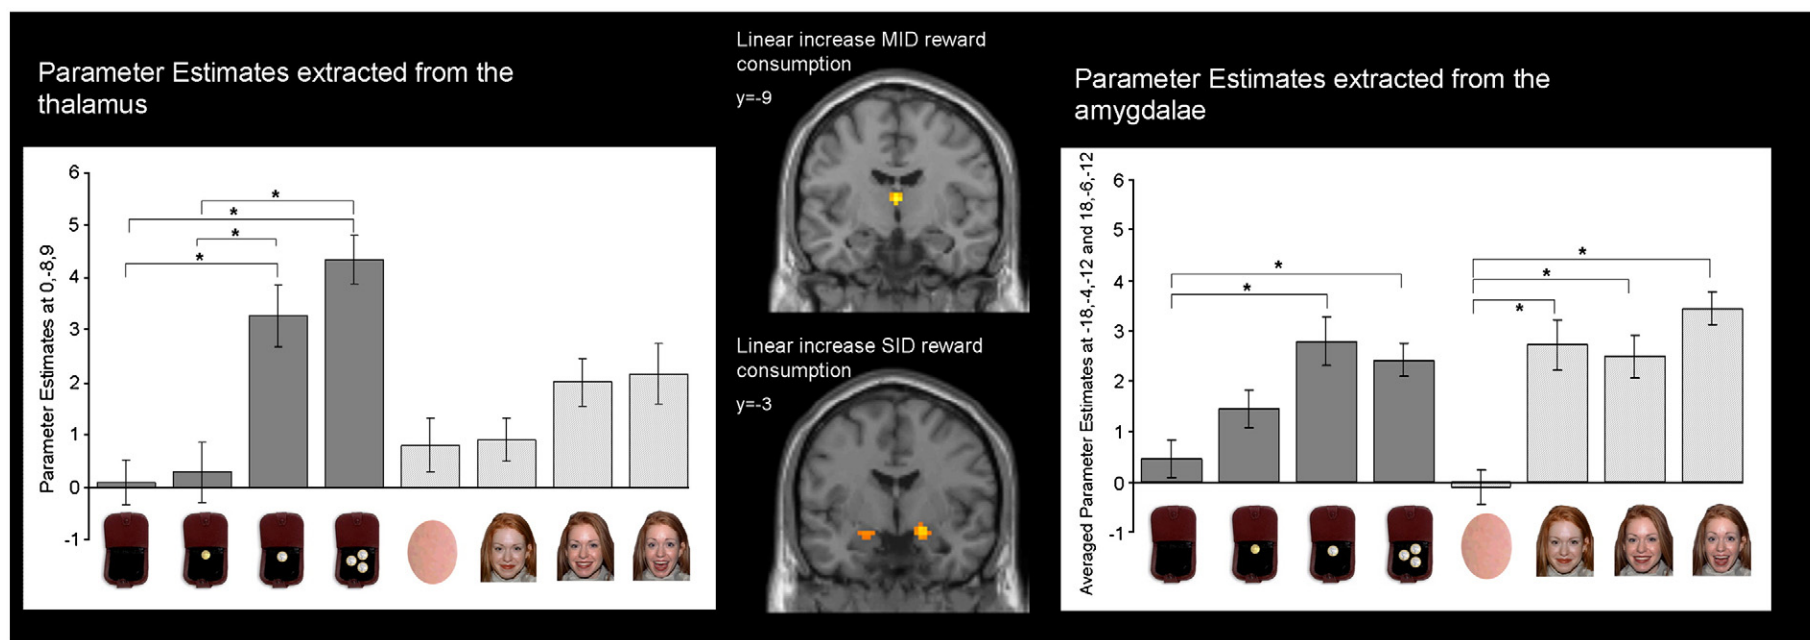 Parameter Estimates extracted from the
thalamus
Parameter Estimates at 0,-8,9
6
5
4
3
2
1
0
-1
*
*
*
*
Linear increase MID reward
consumption
y=-9
Linear increase SID reward
consumption
y=-3
Parameter Estimates extracted from the
amygdalae
Averaged Parameter Estimates at -18,-4,-12 and 18,-6,-12
6
5
4
3
2
1
0
-1
*
*
*
*
*